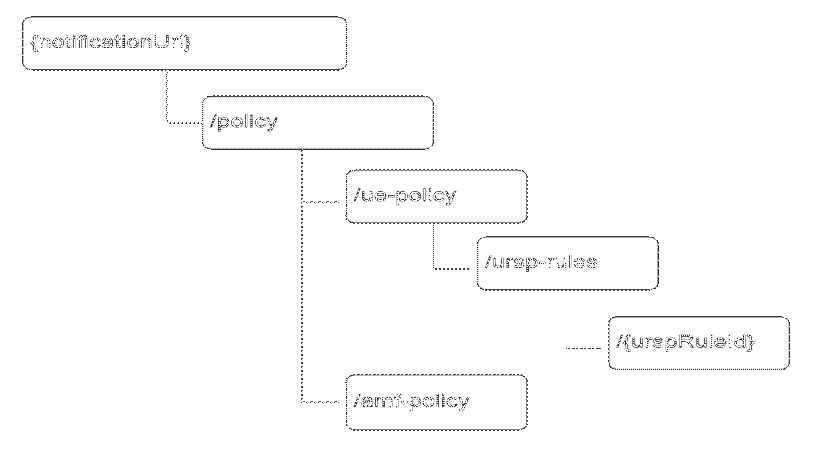 {notificationUri}
/policy
/ue-policy
/ursp-rules
/{urspRuleId}
/amf-policy